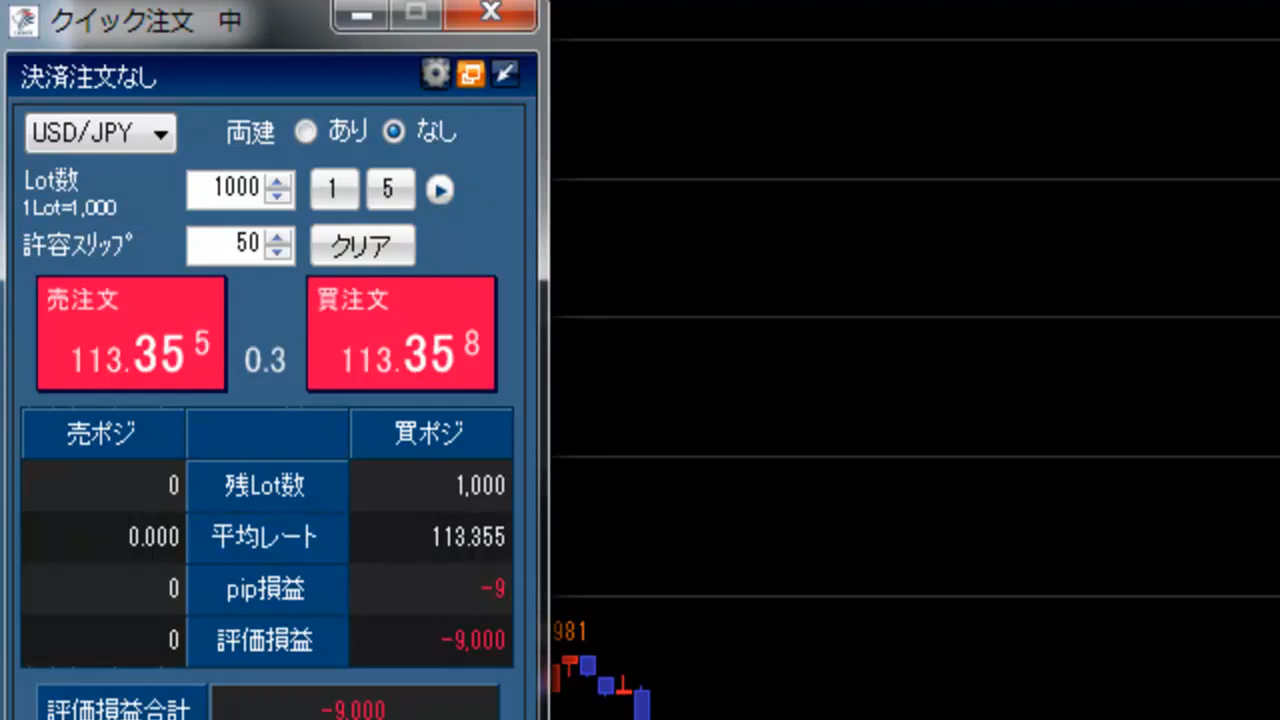 クイック注文 中
決済注文なし
USD/JPY 両建 あり なし
Lot数 1000 1 5
1Lot=1,000
許容スリップ 50 クリア
売注文 買注文
113.35 5 0.3 113.35 8
売ポジ 買ポジ
0 残Lot数 1,000
0.000 平均レート 113.355
0 pip損益 -9
0 評価損益 -9,000
評価損益合計 -9,000
981